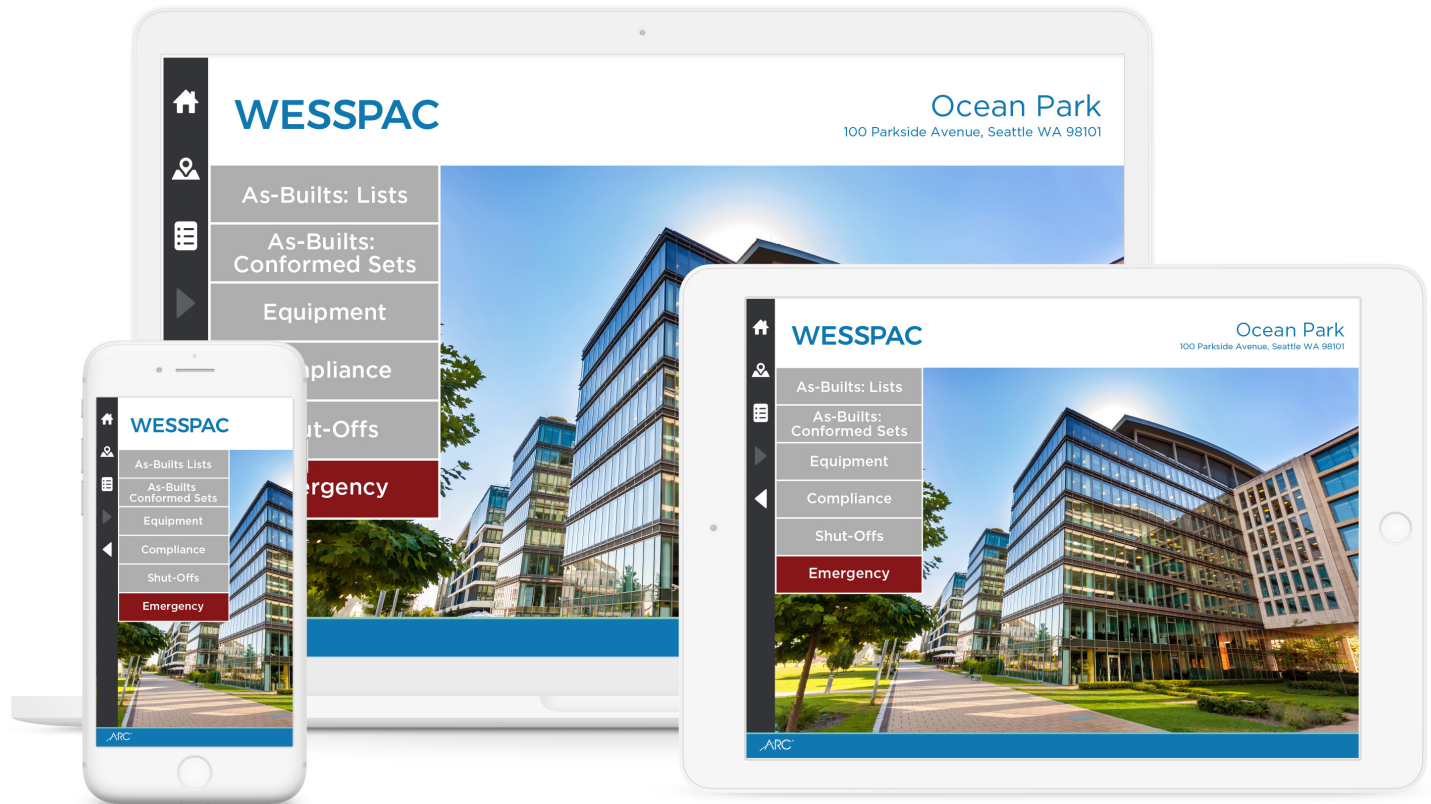 WESSPAC
Ocean Park
100 Parkside Avenue, Seattle WA 98101
As-Builts: Lists
As-Builts:
Conformed Sets
Equipment
pliance
ut-Offs
rgency
WESSPAC
As-Builts Lists
As-Builts
Conformed Sets
Equipment
Compliance
Shut-Offs
Emergency
ARC
WESSPAC
Ocean Park
100 Parkside Avenue, Seattle WA 98101
As-Builts: Lists
As-Builts:
Conformed Sets
Equipment
Compliance
Shut-Offs
Emergency
ARC